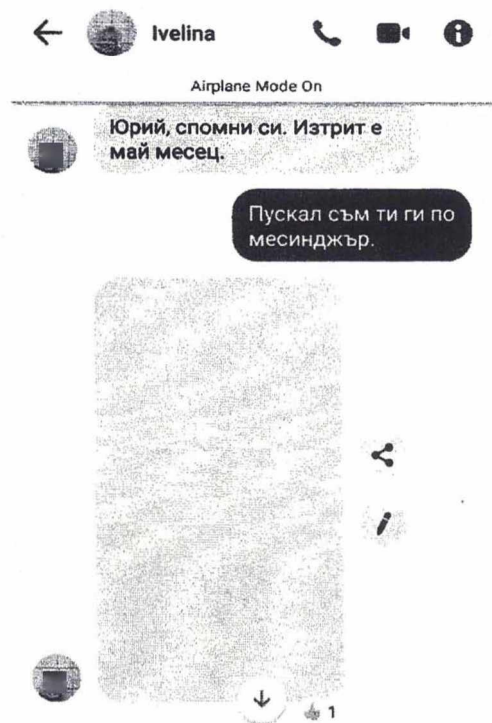 Ivelina
Airplane Mode On
Юрий, спомни си. Изтрит е
май месец.
Пускал съм ти ги по
месинджър.
1